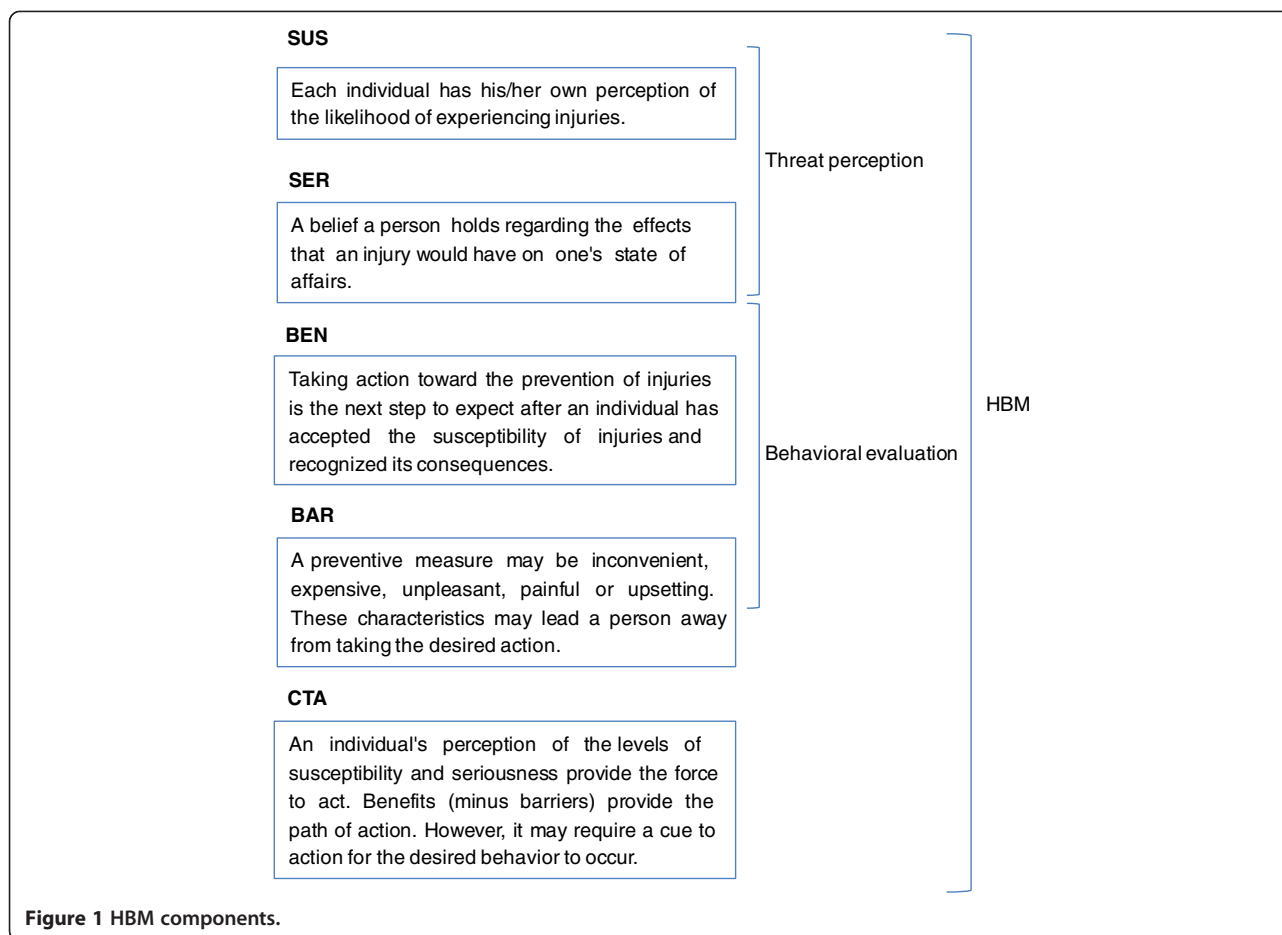 SUS
Each individual has his/her own perception of
the likelihood of experiencing injuries.
Threat perception
SER
A belief a person holds regarding the effects
that an injury would have on one's state of
affairs.
BEN
Taking action toward the prevention of injuries
is the next step to expect after an individual has
accepted the susceptibility of injuries and
recognized its consequences.
HBM
Behavioral evaluation
BAR
A preventive measure may be inconvenient,
expensive, unpleasant, painful or upsetting.
These characteristics may lead a person away
from taking the desired action.
CTA
An individual's perception of the levels of
susceptibility and seriousness provide the force
to act. Benefits (minus barriers) provide the
path of action. However, it may require a cue to
action for the desired behavior to occur.
Figure 1 HBM components.